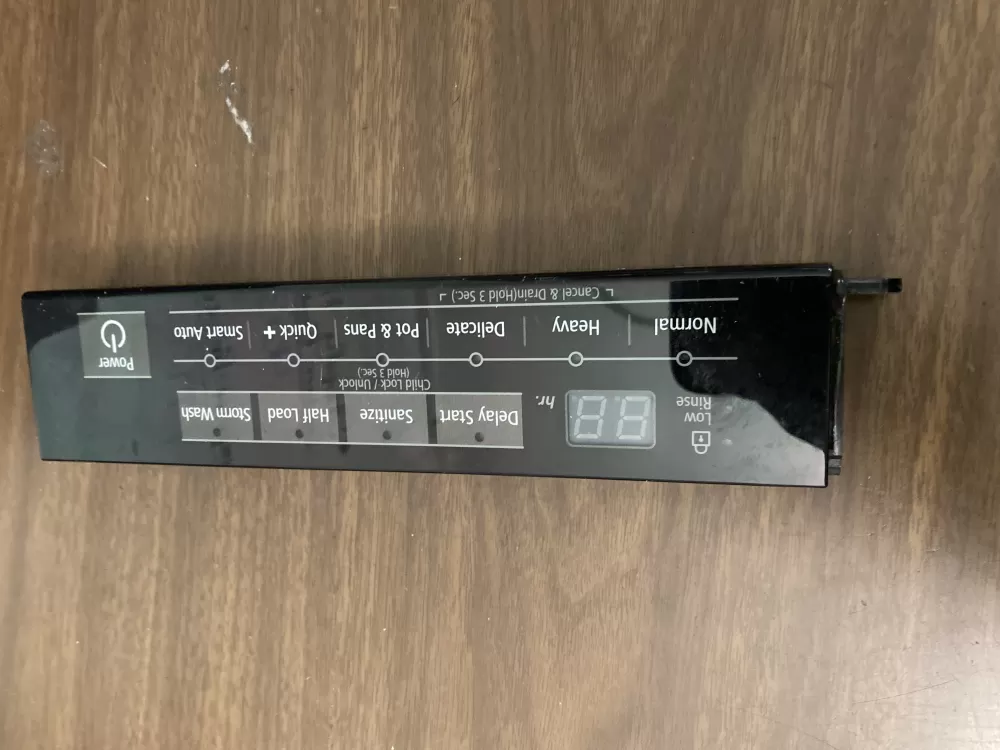 Low
Rinse
88
hr.
Delay Start
Sanitize
Half Load
Storm Wash
Child Lock / Unlock
(Hold 3 Sec.)
Normal
Heavy
Delicate
Pot & Pans
Quick +
Smart Auto
Power
Cancel & Drain(Hold 3 Sec.)